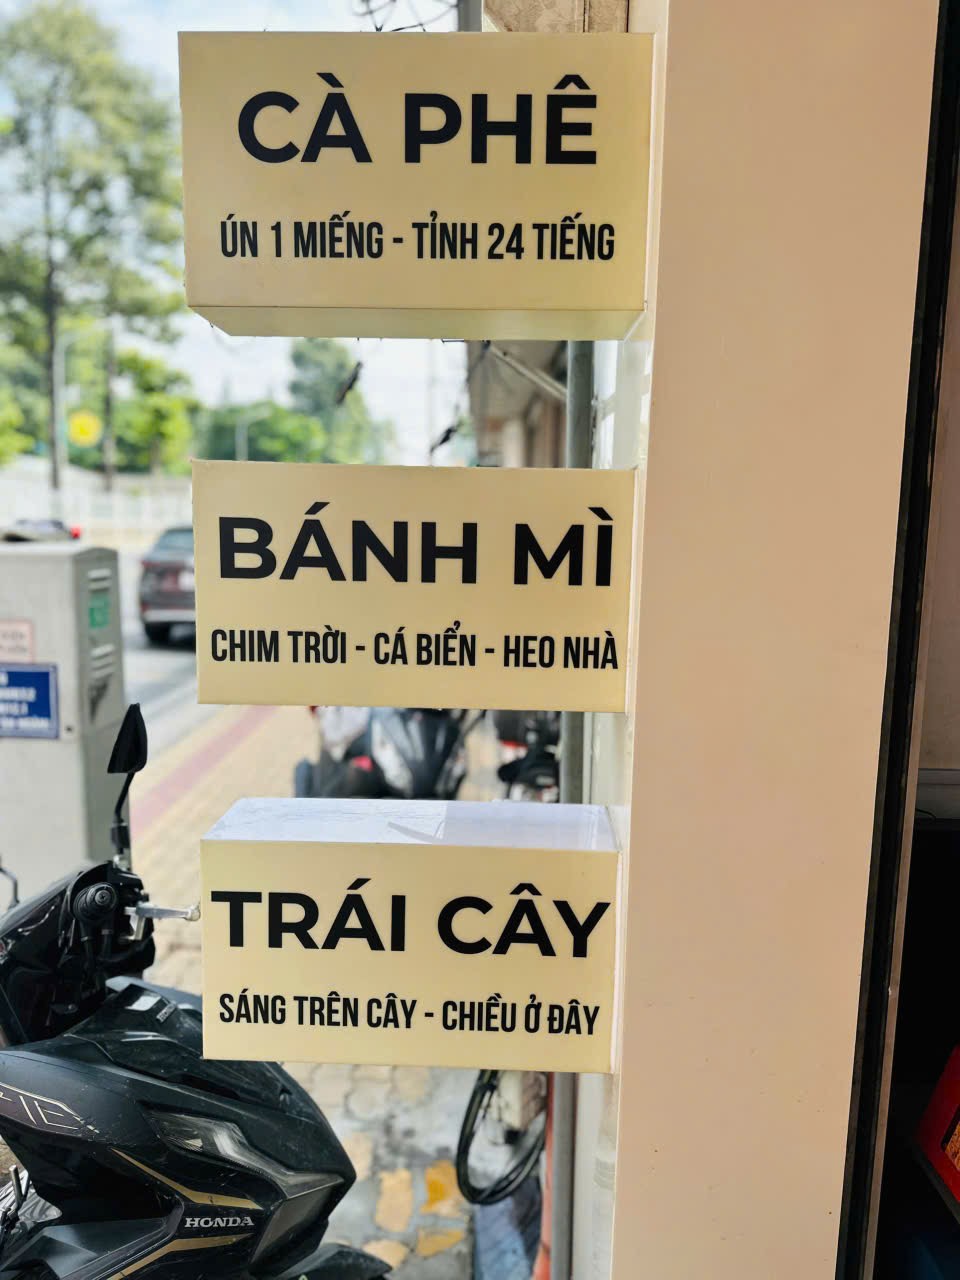 CÀ PHÊ
ÚN 1 MIẾNG - TỈNH 24 TIẾNG
BÁNH MÌ
CHIM TRỜI - CÁ BIỂN - HEO NHÀ
TRÁI CÂY
SÁNG TRÊN CÂY - CHIỀU Ở ĐÂY
HONDA